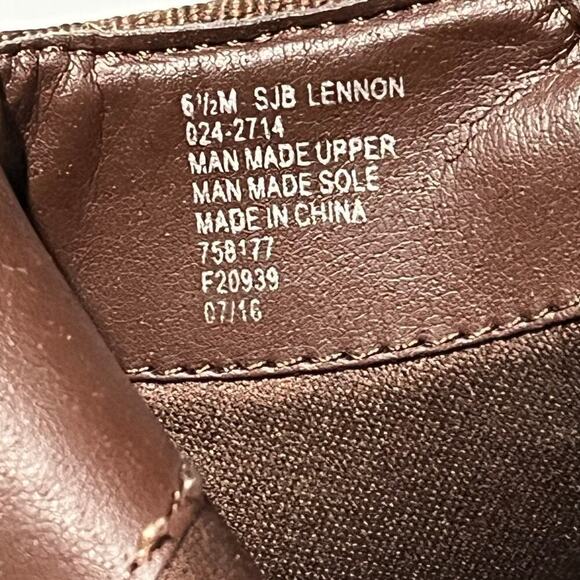 6½M SJB LENNON
024-2714
MAN MADE UPPER
MAN MADE SOLE
MADE IN CHINA
758177
F20939
07/16